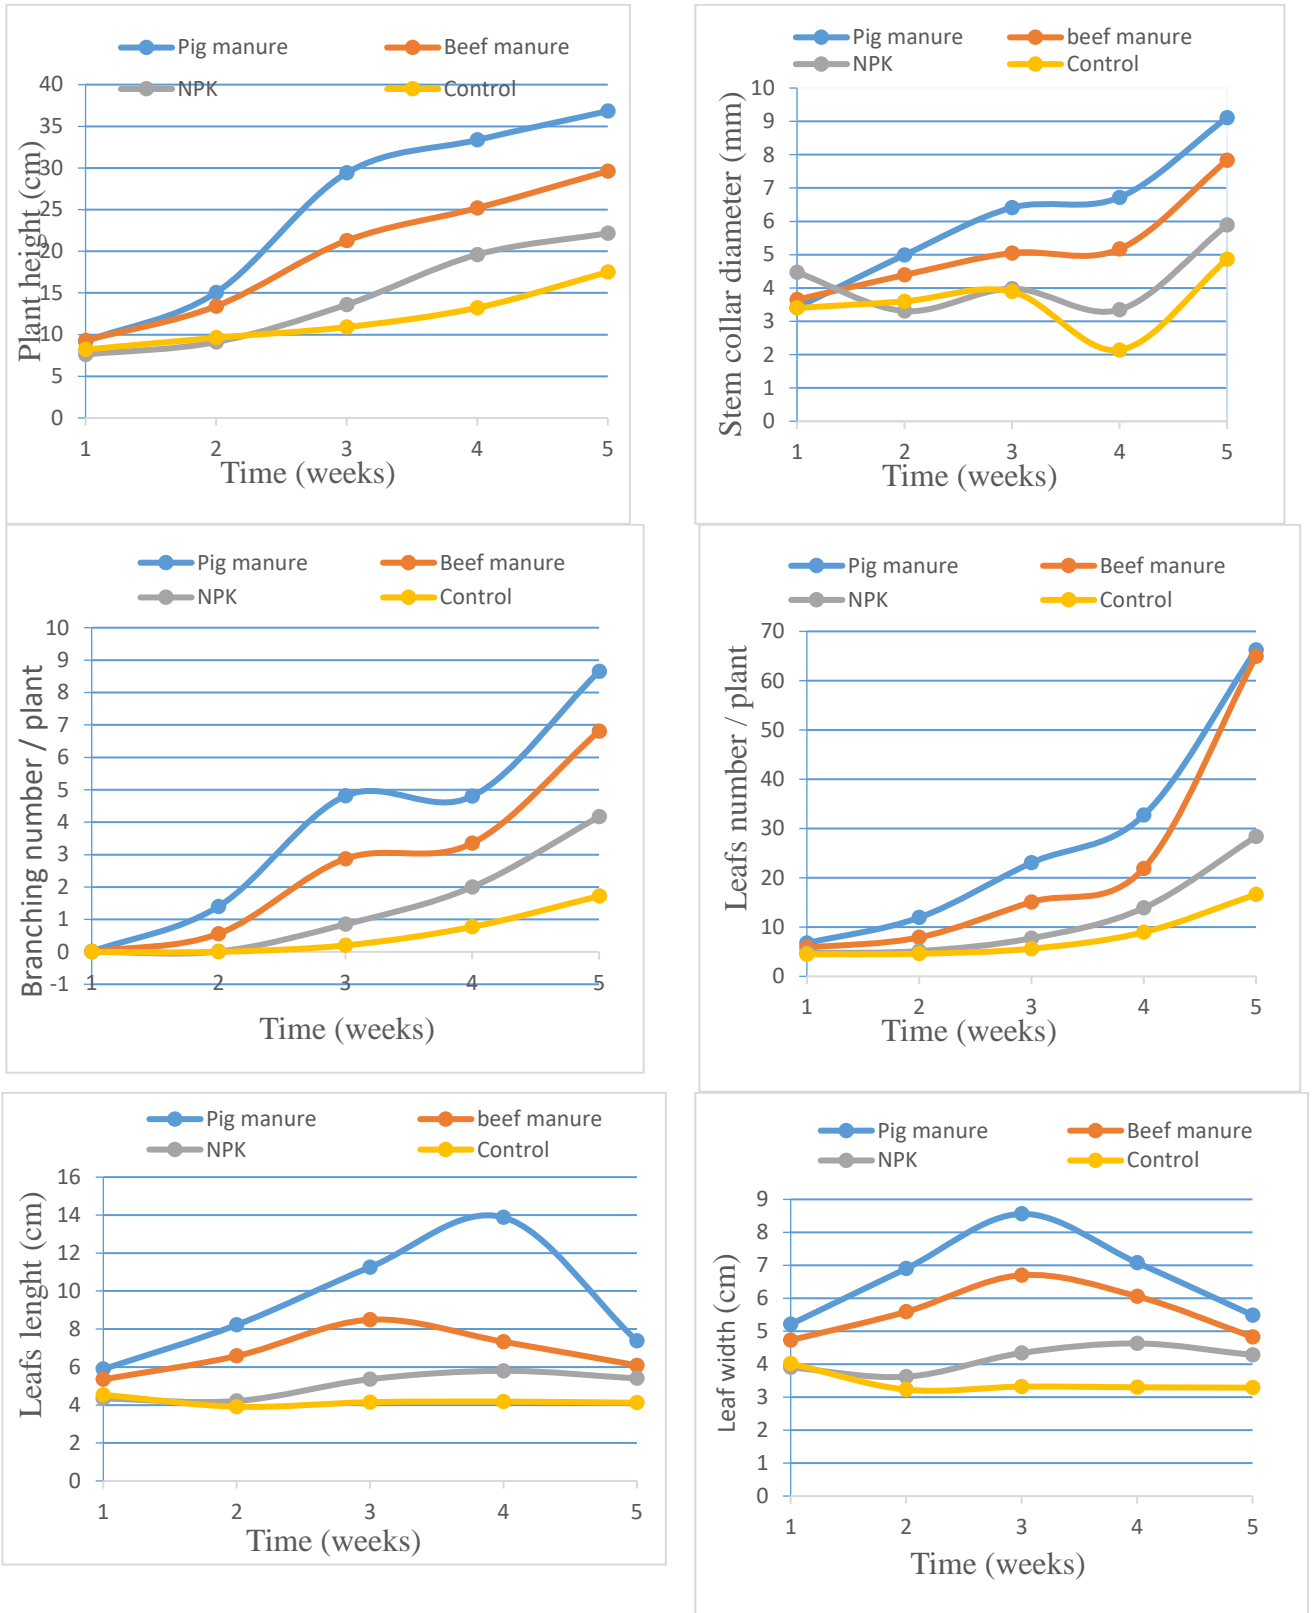 Pig manure Beef manure
NPK Control
40
35
30
25
20
15
10
5
0
Plant height (cm)
1 2 3 4 5
Time (weeks)
Pig manure beef manure
NPK Control
10
9
8
7
6
5
4
3
2
1
0
Stem collar diameter (mm)
1 2 3 4 5
Time (weeks)
Pig manure Beef manure
NPK Control
10
9
8
7
6
5
4
3
2
1
0
-1
Branching number / plant
1 2 3 4 5
Time (weeks)
Pig manure Beef manure
NPK Control
70
60
50
40
30
20
10
0
Leafs number / plant
1 2 3 4 5
Time (weeks)
Pig manure beef manure
NPK Control
16
14
12
10
8
6
4
2
0
Leafs lenght (cm)
1 2 3 4 5
Time (weeks)
Pig manure Beef manure
NPK Control
9
8
7
6
5
4
3
2
1
0
Leaf width (cm)
1 2 3 4 5
Time (weeks)